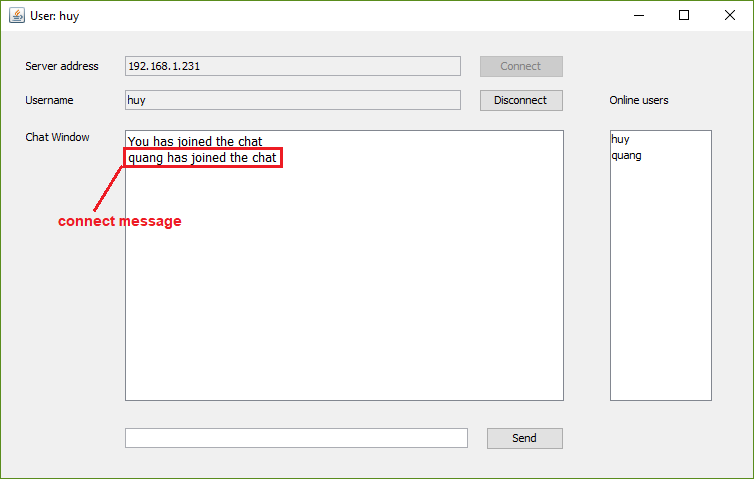 User: huy
Server address 192.168.1.231 Connect
Username huy Disconnect Online users
Chat Window You has joined the chat huy
quang has joined the chat quang
connect message
Send